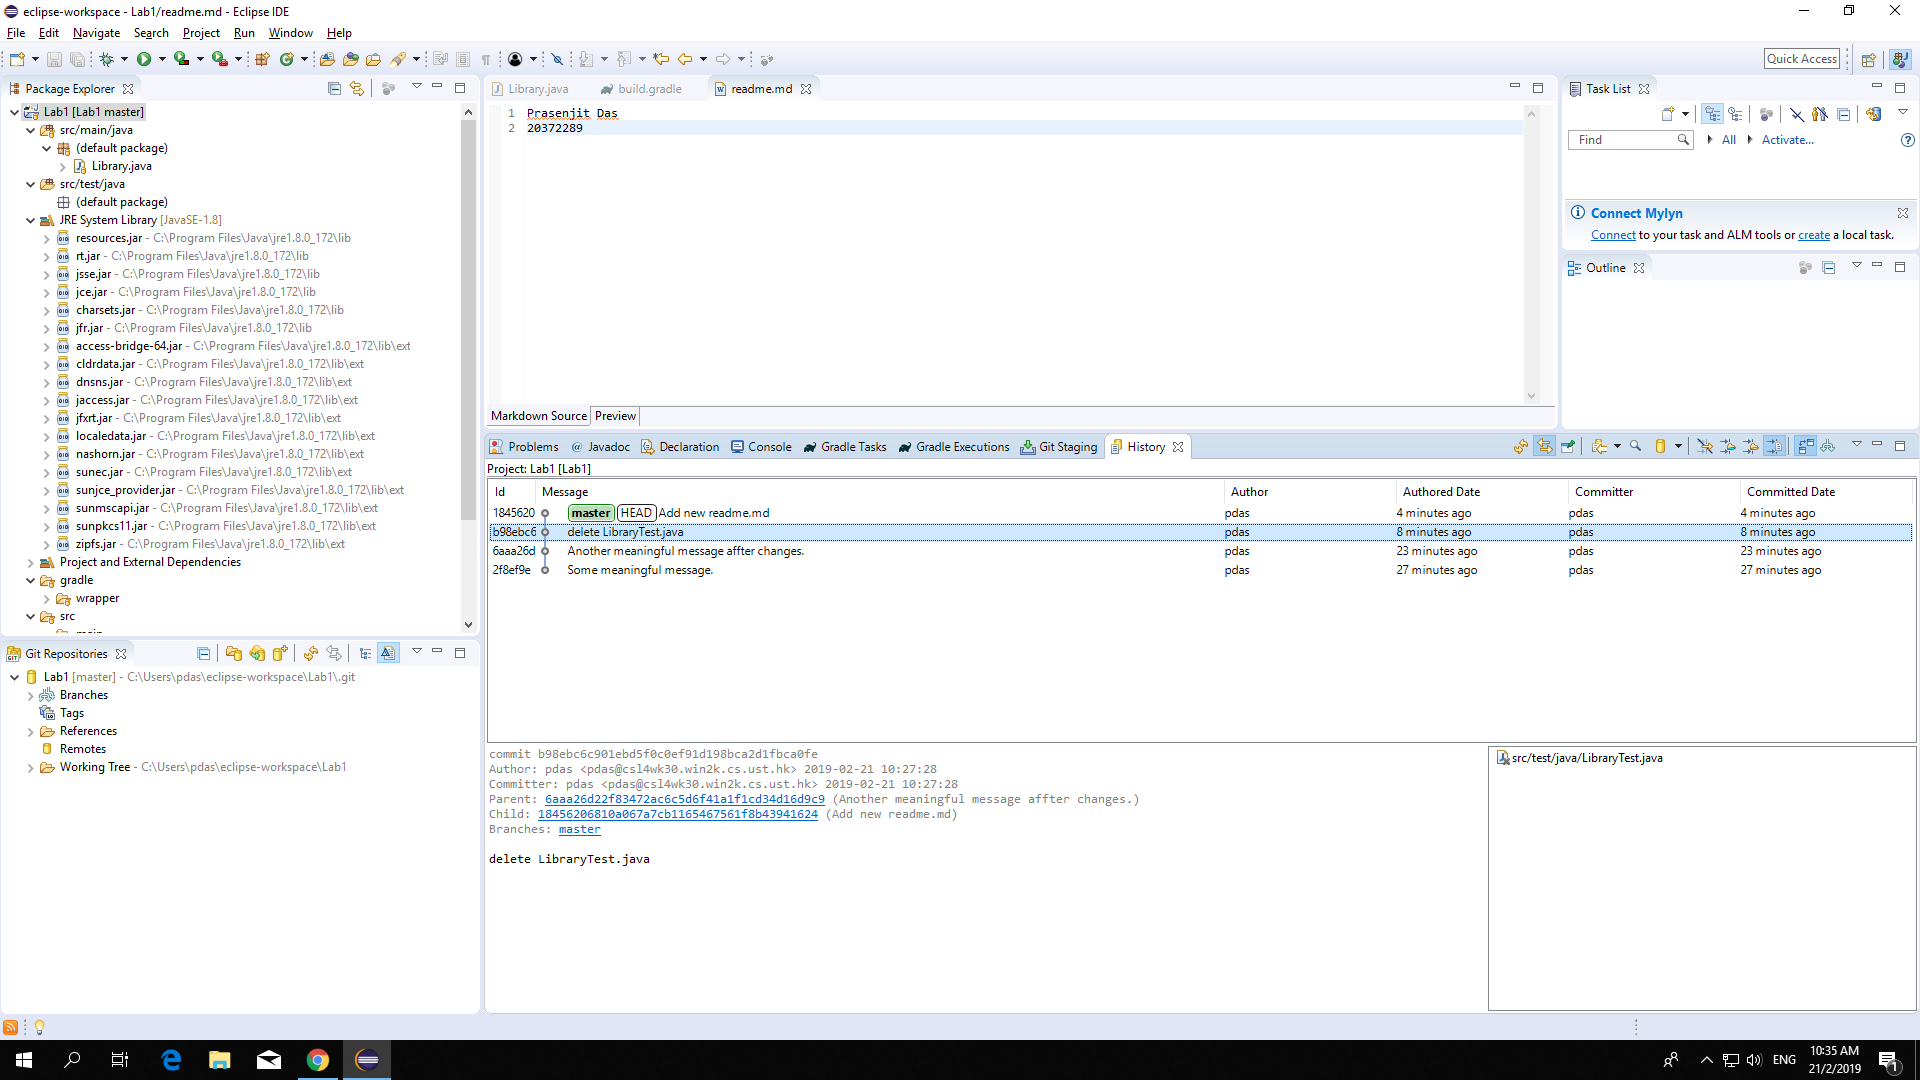 eclipse-workspace - Lab1/readme.md - Eclipse IDE
File Edit Navigate Search Project Run Window Help
Quick Access
Package Explorer
Lab1 [Lab1 master]
src/main/java
(default package)
Library.java
src/test/java
(default package)
JRE System Library [JavaSE-1.8]
resources.jar - C:\Program Files\Java\jre1.8.0_172\lib
rt.jar - C:\Program Files\Java\jre1.8.0_172\lib
jsse.jar - C:\Program Files\Java\jre1.8.0_172\lib
jce.jar - C:\Program Files\Java\jre1.8.0_172\lib
charsets.jar - C:\Program Files\Java\jre1.8.0_172\lib
jfr.jar - C:\Program Files\Java\jre1.8.0_172\lib
access-bridge-64.jar - C:\Program Files\Java\jre1.8.0_172\lib\ext
cldrdata.jar - C:\Program Files\Java\jre1.8.0_172\lib\ext
dnsns.jar - C:\Program Files\Java\jre1.8.0_172\lib\ext
jaccess.jar - C:\Program Files\Java\jre1.8.0_172\lib\ext
jfxrt.jar - C:\Program Files\Java\jre1.8.0_172\lib\ext
localedata.jar - C:\Program Files\Java\jre1.8.0_172\lib\ext
nashorn.jar - C:\Program Files\Java\jre1.8.0_172\lib\ext
sunec.jar - C:\Program Files\Java\jre1.8.0_172\lib\ext
sunjce_provider.jar - C:\Program Files\Java\jre1.8.0_172\lib\ext
sunmscapi.jar - C:\Program Files\Java\jre1.8.0_172\lib\ext
sunpkcs11.jar - C:\Program Files\Java\jre1.8.0_172\lib\ext
zipfs.jar - C:\Program Files\Java\jre1.8.0_172\lib\ext
Project and External Dependencies
gradle
wrapper
src
Library.java build.gradle readme.md
1 Prasenjit Das
2 20372289
Markdown Source Preview
Task List
Find All Activate...
Connect Mylyn
Connect to your task and ALM tools or create a local task.
Outline
Git Repositories
Lab1 [master] - C:\Users\pdas\eclipse-workspace\Lab1\.git
Branches
Tags
References
Remotes
Working Tree - C:\Users\pdas\eclipse-workspace\Lab1
Problems Javadoc Declaration Console Gradle Tasks Gradle Executions Git Staging History
Project: Lab1 [Lab1]
Id Message Author Authored Date Committer Committed Date
1845620 master HEAD Add new readme.md pdas 4 minutes ago pdas 4 minutes ago
b98ebc6 delete LibraryTest.java pdas 8 minutes ago pdas 8 minutes ago
6aaa26d Another meaningful message affter changes. pdas 23 minutes ago pdas 23 minutes ago
2f8ef9e Some meaningful message. pdas 27 minutes ago pdas 27 minutes ago
commit b98ebc6c901ebd5f0c0ef91d198bca2d1fbca0fe
Author: pdas <pdas@csl4wk30.win2k.cs.ust.hk> 2019-02-21 10:27:28
Committer: pdas <pdas@csl4wk30.win2k.cs.ust.hk> 2019-02-21 10:27:28
Parent: 6aaa26d22f83472ac6c5d6f41a1f1cd34d16d9c9 (Another meaningful message affter changes.)
Child: 18456206810a067a7cb1165467561f8b43941624 (Add new readme.md)
Branches: master
delete LibraryTest.java
src/test/java/LibraryTest.java
ENG
10:35 AM
21/2/2019
1